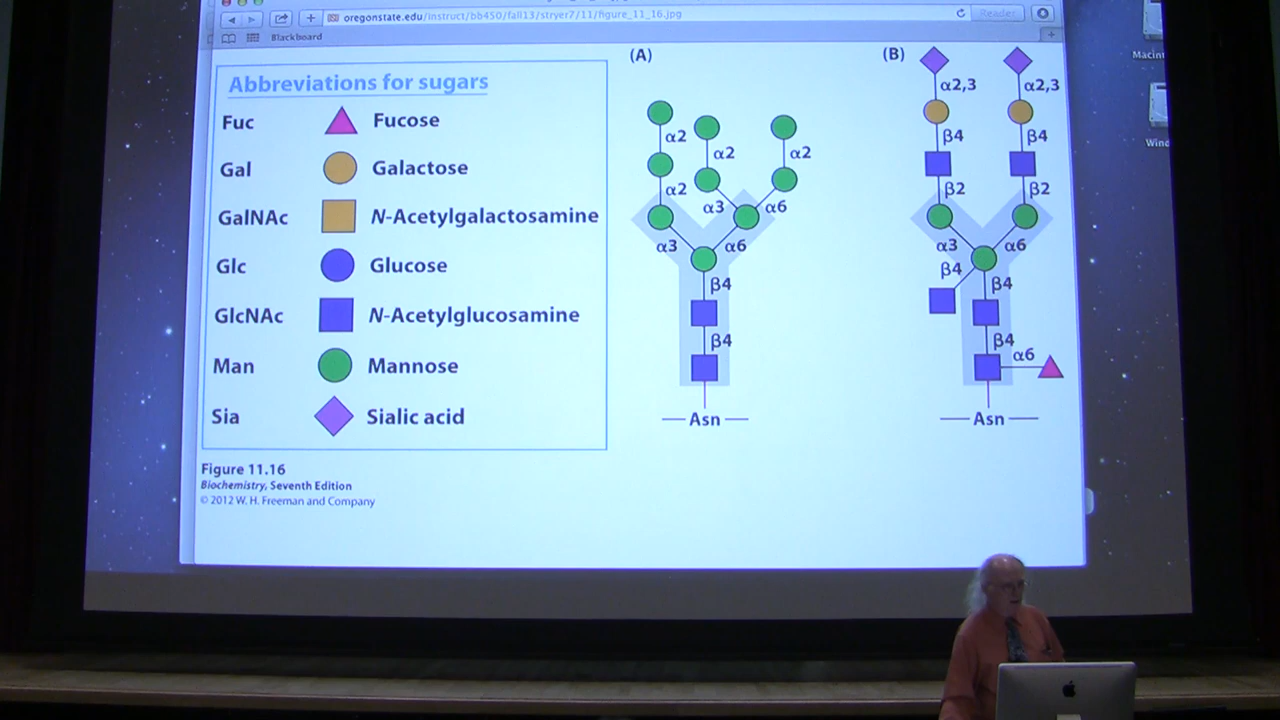 oregonstate.edu/instruct/bb450/fall13/stryer7/11/figure_11_16.jpg
Reader
Blackboard
Macint
Wind
Abbreviations for sugars
Fuc Fucose
Gal Galactose
GalNAc N-Acetylgalactosamine
Glc Glucose
GlcNAc N-Acetylglucosamine
Man Mannose
Sia Sialic acid
Figure 11.16
Biochemistry, Seventh Edition
© 2012 W. H. Freeman and Company
(A)
α2 α2 α2
α2 α3 α6
α3 α6
β4
β4
Asn
(B)
α2,3 α2,3
β4 β4
β2 β2
α3 α6
β4 β4
β4
α6
Asn